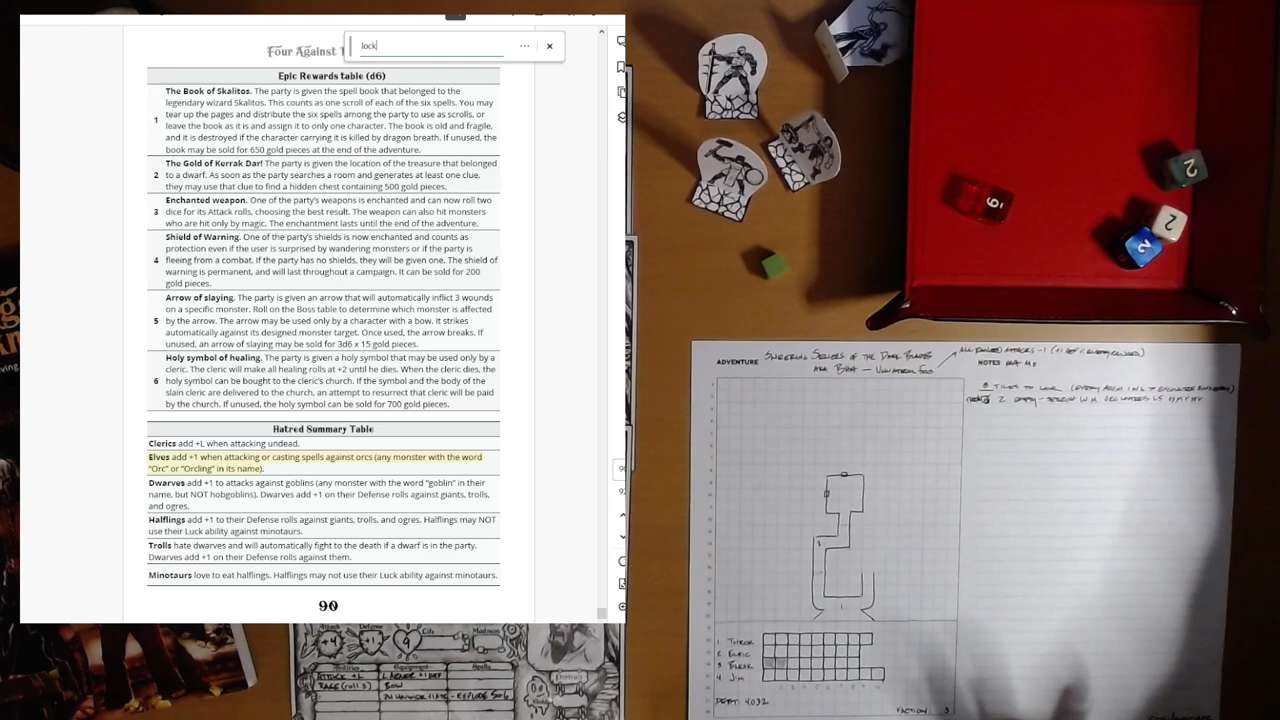 lock
Four Against
Epic Rewards table (d6)
The Book of Skalitos. The party is given the spell book that belonged to the
legendary wizard Skalitos. This counts as one scroll of each of the six spells. You may
tear up the pages and distribute the six spells among the party to use as scrolls, or
1 leave the book as it is and assign it to only one character. The book is old and fragile,
and it is destroyed if the character carrying it is killed by dragon breath. If unused, the
book may be sold for 650 gold pieces at the end of the adventure.
The Gold of Kerrak Dar! The party is given the location of the treasure that belonged
2 to a dwarf. As soon as the party searches a room and generates at least one clue,
they may use that clue to find a hidden chest containing 500 gold pieces.
Enchanted weapon. One of the party's weapons is enchanted and can now roll two
3 dice for its Attack rolls, choosing the best result. The weapon can also hit monsters
who are hit only by magic. The enchantment lasts until the end of the adventure.
Shield of Warning. One of the party's shields is now enchanted and counts as
protection even if the user is surprised by wandering monsters or if the party is
4 fleeing from a combat. If the party has no shields, they will be given one. The shield of
warning is permanent, and will last throughout a campaign. It can be sold for 200
gold pieces.
Arrow of slaying. The party is given an arrow that will automatically inflict 3 wounds
on a specific monster. Roll on the Boss table to determine which monster is affected
5 by the arrow. The arrow may be used only by a character with a bow. It strikes
automatically against its designed monster target. Once used, the arrow breaks. If
unused, an arrow of slaying may be sold for 3d6 x 15 gold pieces.
Holy symbol of healing. The party is given a holy symbol that may be used only by a
cleric. The cleric will make all healing rolls at +2 until he dies. When the cleric dies, the
6 holy symbol can be bought to the cleric's church. If the symbol and the body of the
slain cleric are delivered to the church, an attempt to resurrect that cleric will be paid
by the church. If unused, the holy symbol can be sold for 700 gold pieces.
Hatred Summary Table
Clerics add +L when attacking undead.
Elves add +1 when attacking or casting spells against orcs (any monster with the word
"Orc" or "Orcling" in its name).
Dwarves add +1 to attacks against goblins (any monster with the word "goblin" in their
name, but NOT hobgoblins). Dwarves add +1 on their Defense rolls against giants, trolls,
and ogres.
Halflings add +1 to their Defense rolls against giants, trolls, and ogres. Halflings may NOT
use their Luck ability against minotaurs.
Trolls hate dwarves and will automatically fight to the death if a dwarf is in the party.
Dwarves add +1 on their Defense rolls against them.
Minotaurs love to eat halflings. Halflings may not use their Luck ability against minotaurs.
90
Attack
Defense
Life
Madness
+4
+1
9
Abilities
Equipment
Spells
Attack +L
Rage
Bow
2
2
2
9
ADVENTURE
of the Dark Blades
NOTES
2 Elric
4 Jim
Debt 4032
Faction 3